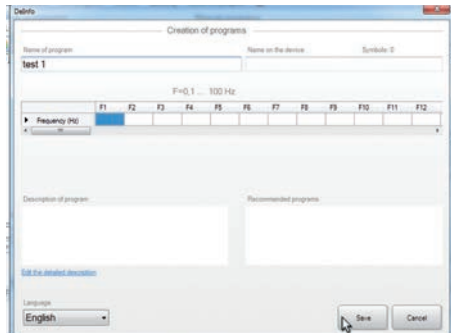 DeInfo
Creation of programs
Name of program
Name on the device
Symbols: 0
test 1
F=0,1 ... 100 Hz
F1 F2 F3 F4 F5 F6 F7 F8 F9 F10 F11 F12
Frequency (Hz)
Description of program
Recommended programs
Edit the detailed description
Language
English
Save
Cancel